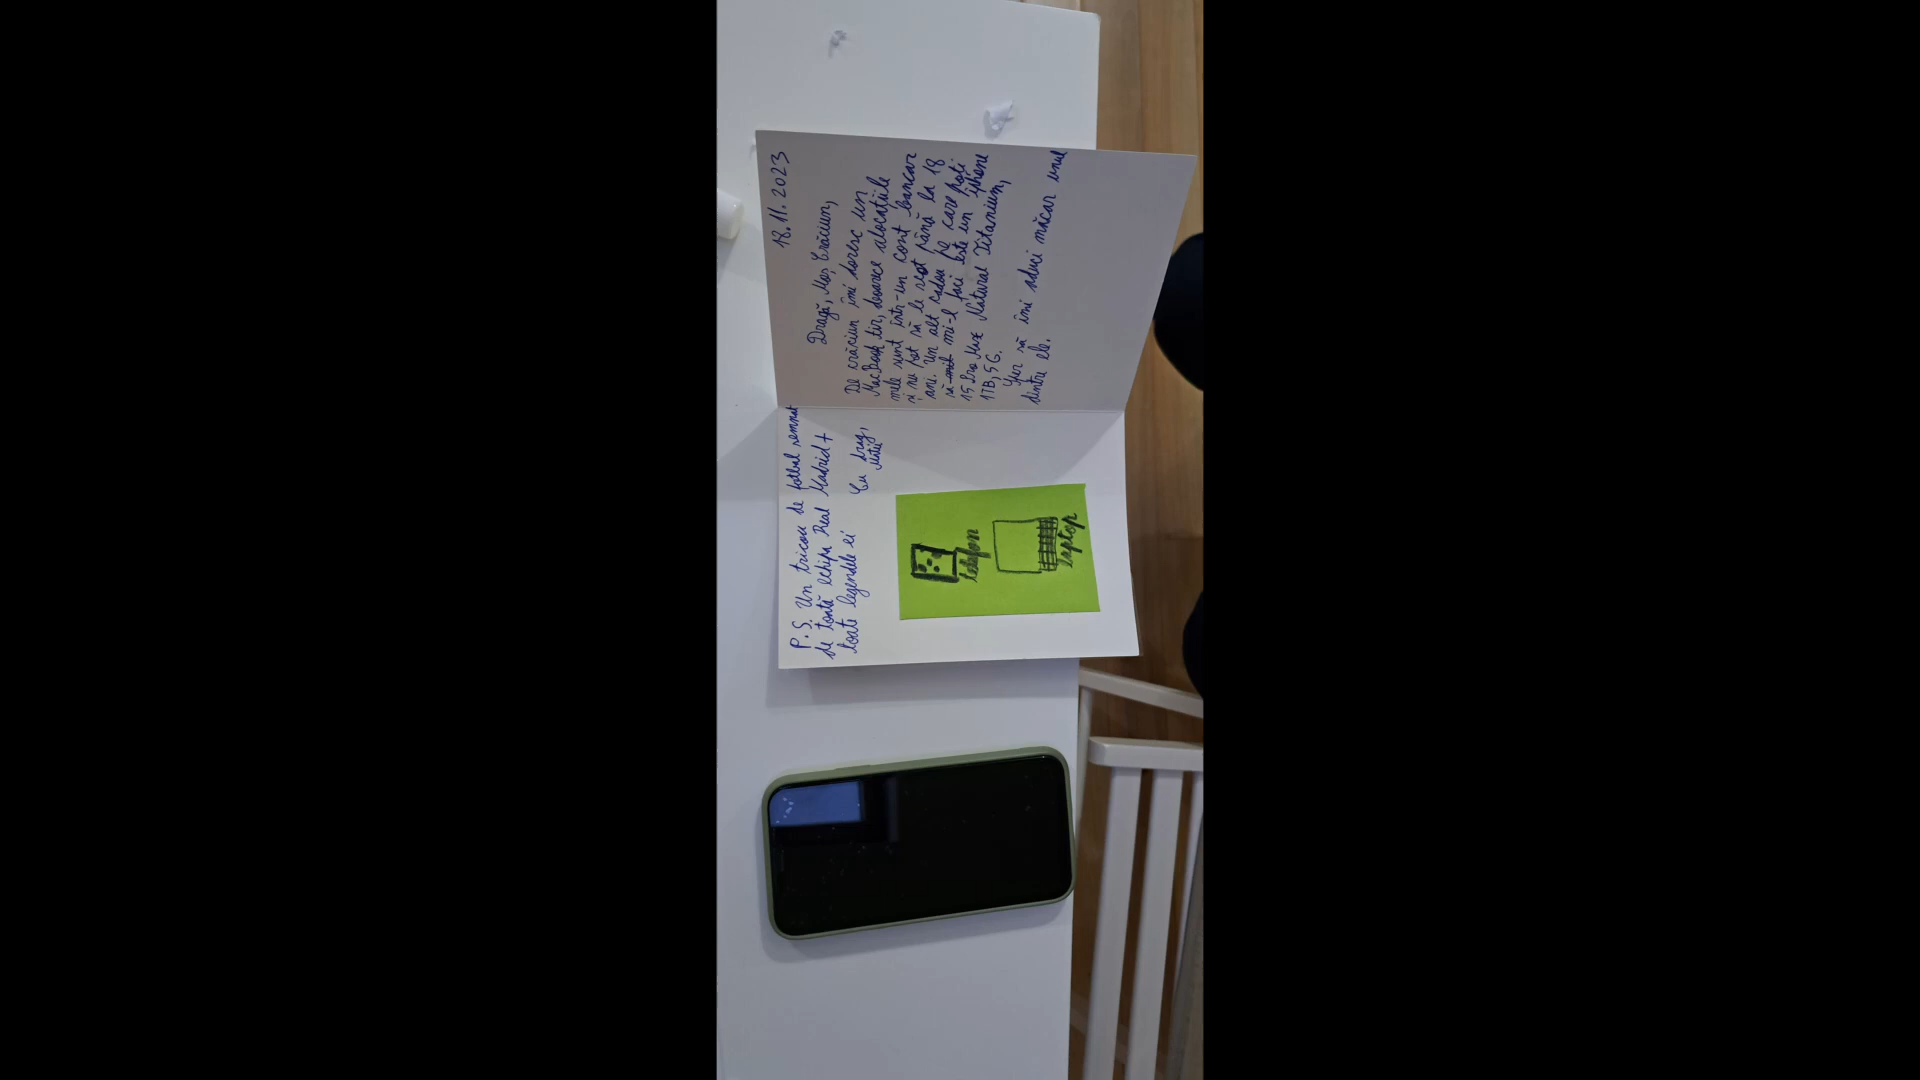 18.11.2023
Dragă, Moș Crăciun,
De crăciun îmi doresc un
MacBook Air, deoarece alocațiile
mele sunt într-un cont bancar
și nu pot să le scot până la 18
ani. Un alt cadou pe care poți
să mi-l faci este un iphone
15 Pro Max Natural Titanium,
1TB, 5G.
Sper să îmi aduci măcar unul
dintre ele.
P.S. Un tricou de fotbal semnat
de toată echipa Real Madrid +
toate legendele ei
Cu drag,
telefon
laptop